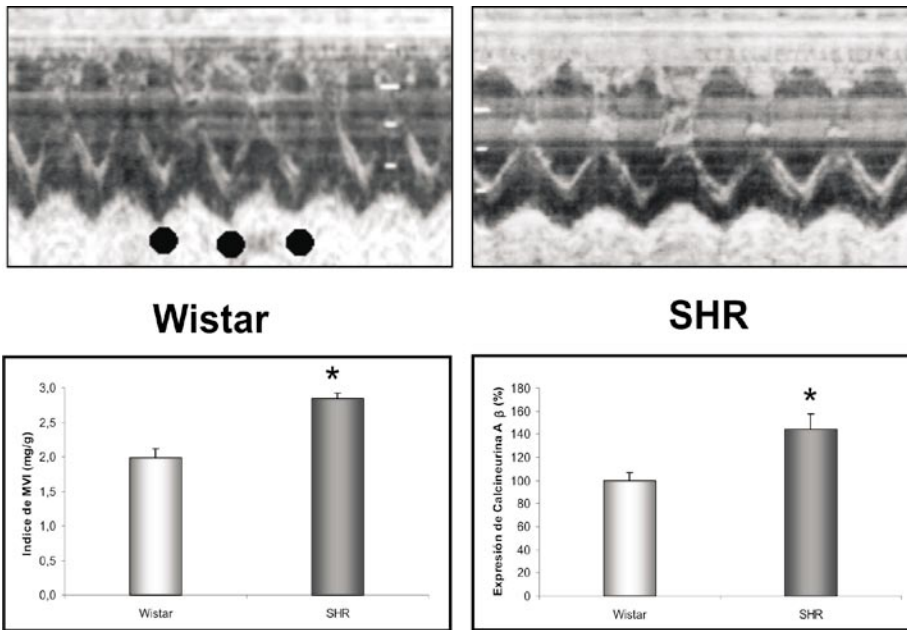 Wistar
SHR
Indice de MVI (mg/g)
3,0
2,5
2,0
1,5
1,0
0,5
0,0
*
Wistar
SHR
Expresión de Calcineurina A β (%)
180
160
140
120
100
80
60
40
20
0
*
Wistar
SHR